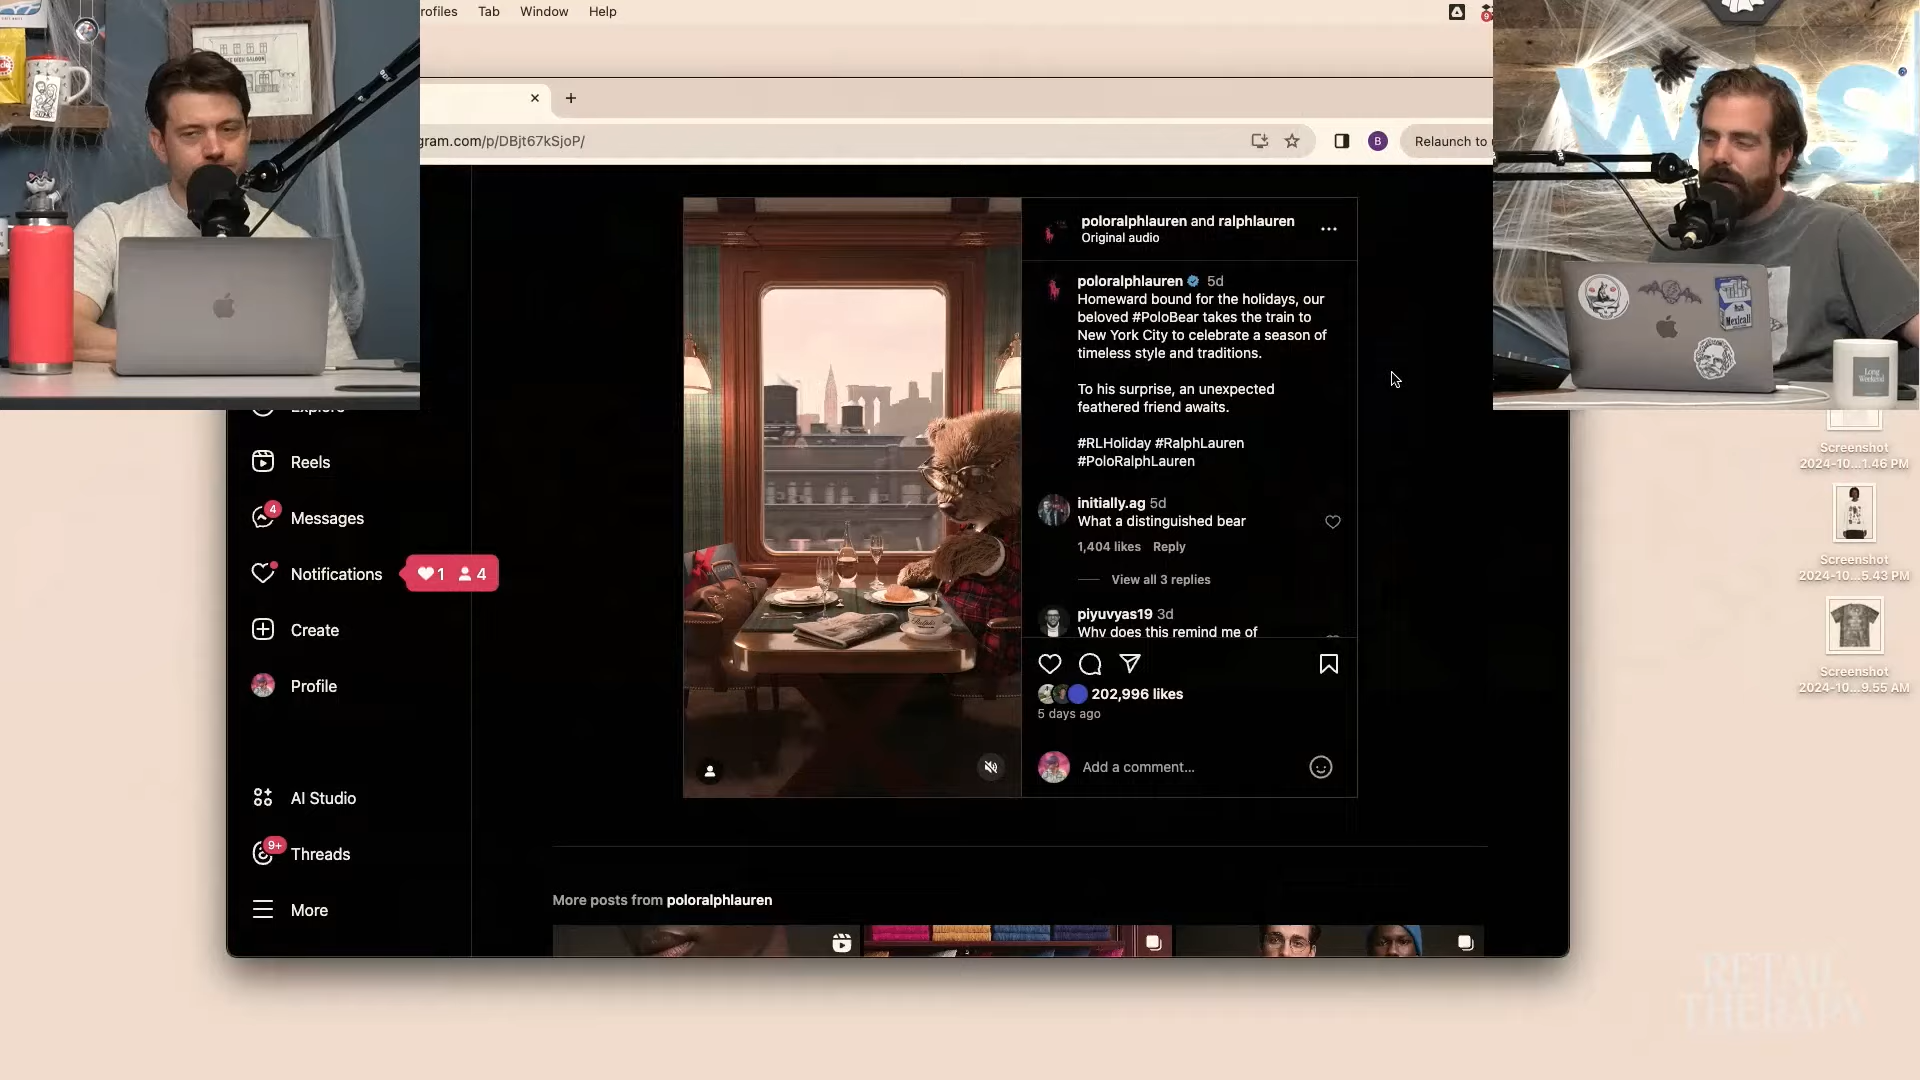 rofiles Tab Window Help
gram.com/p/DBjt67kSjoP/
B
Relaunch to
poloralphlauren and ralphlauren
Original audio
poloralphlauren 5d
Homeward bound for the holidays, our
beloved #PoloBear takes the train to
New York City to celebrate a season of
timeless style and traditions.
To his surprise, an unexpected
feathered friend awaits.
#RLHoliday #RalphLauren
#PoloRalphLauren
initially.ag 5d
What a distinguished bear
1,404 likes Reply
View all 3 replies
piyuvyas19 3d
Why does this remind me of
202,996 likes
5 days ago
Add a comment...
Explore
Reels
4
Messages
Notifications
1 4
Create
Profile
AI Studio
9+
Threads
More
More posts from poloralphlauren
Screenshot
2024-10...1.46 PM
Screenshot
2024-10...5.43 PM
Screenshot
2024-10...9.55 AM
Mexicali
Long
Weekend
RETAIL
THERAPY